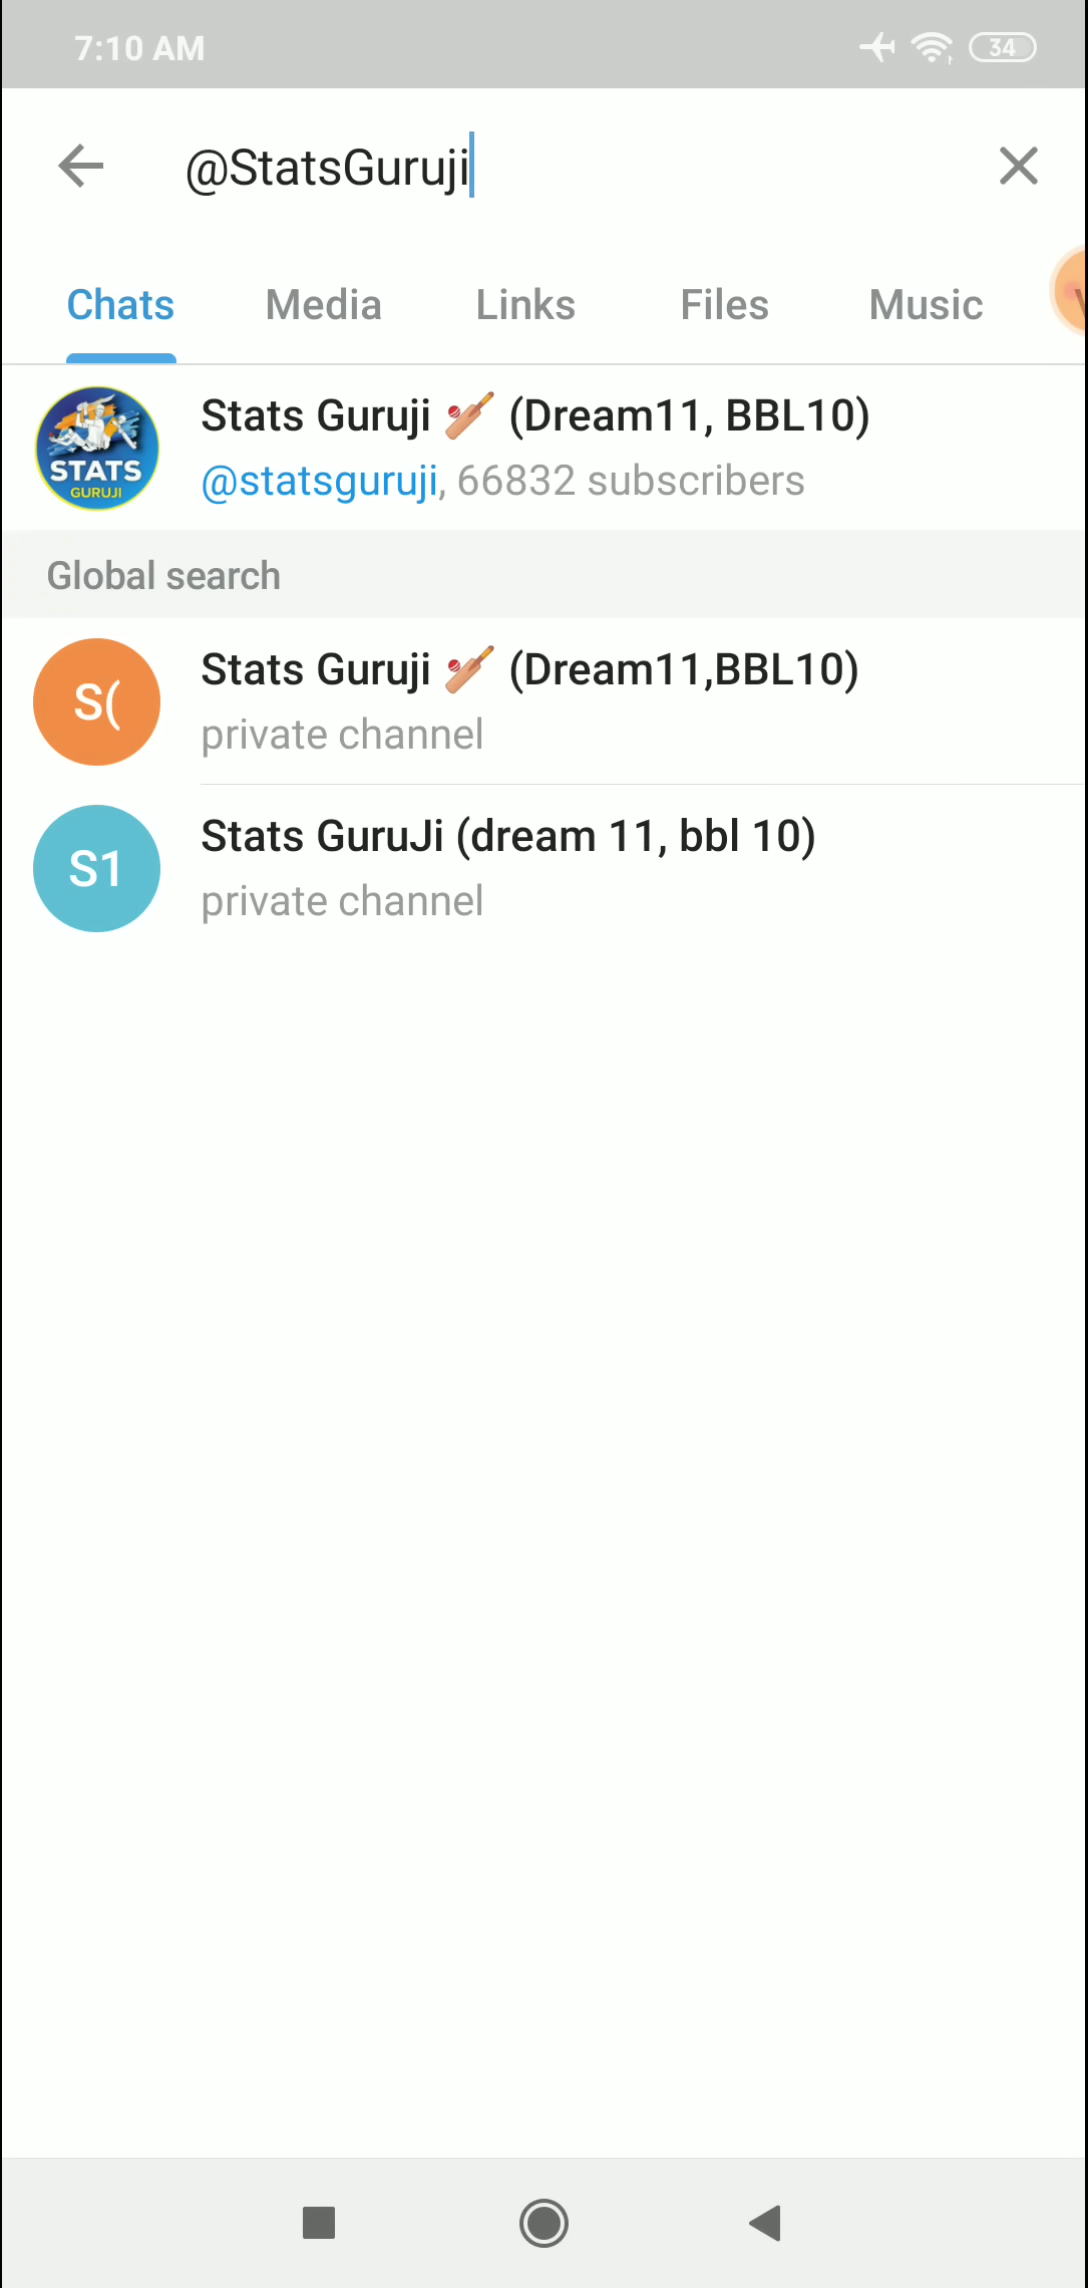 7:10 AM
34
@StatsGuruji
Chats Media Links Files Music
STATS
GURUJI
Stats Guruji 🏏 (Dream11, BBL10)
@statsguruji, 66832 subscribers
Global search
S(
Stats Guruji 🏏 (Dream11,BBL10)
private channel
S1
Stats GuruJi (dream 11, bbl 10)
private channel